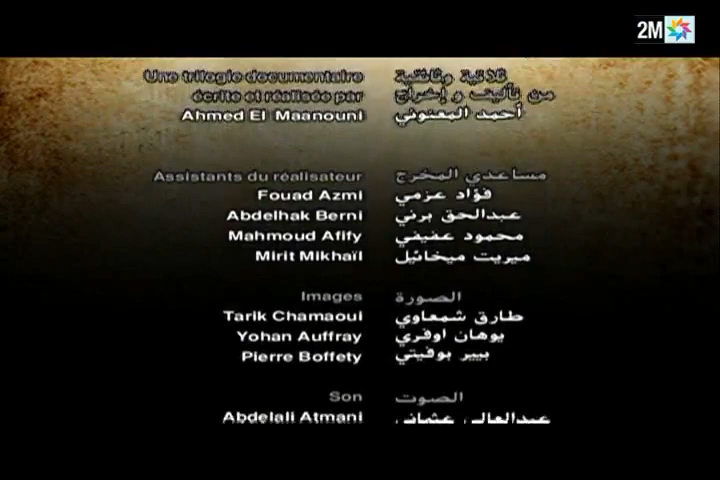 2M
Une trilogie documentaire ثلاثية وثائقية
écrite et réalisée par من تأليف و إخراج
Ahmed El Maanouni أحمد المعنوني
Assistants du réalisateur مساعدي المخرج
Fouad Azmi فؤاد عزمي
Abdelhak Berni عبدالحق برني
Mahmoud Afify محمود عفيفي
Mirit Mikhaïl ميريت ميخائيل
Images الصورة
Tarik Chamaoui طارق شمعاوي
Yohan Auffray يوهان اوفري
Pierre Boffety بيير بوفيتي
Son الصوت
Abdelali Atmani عبدالعالي عثماني